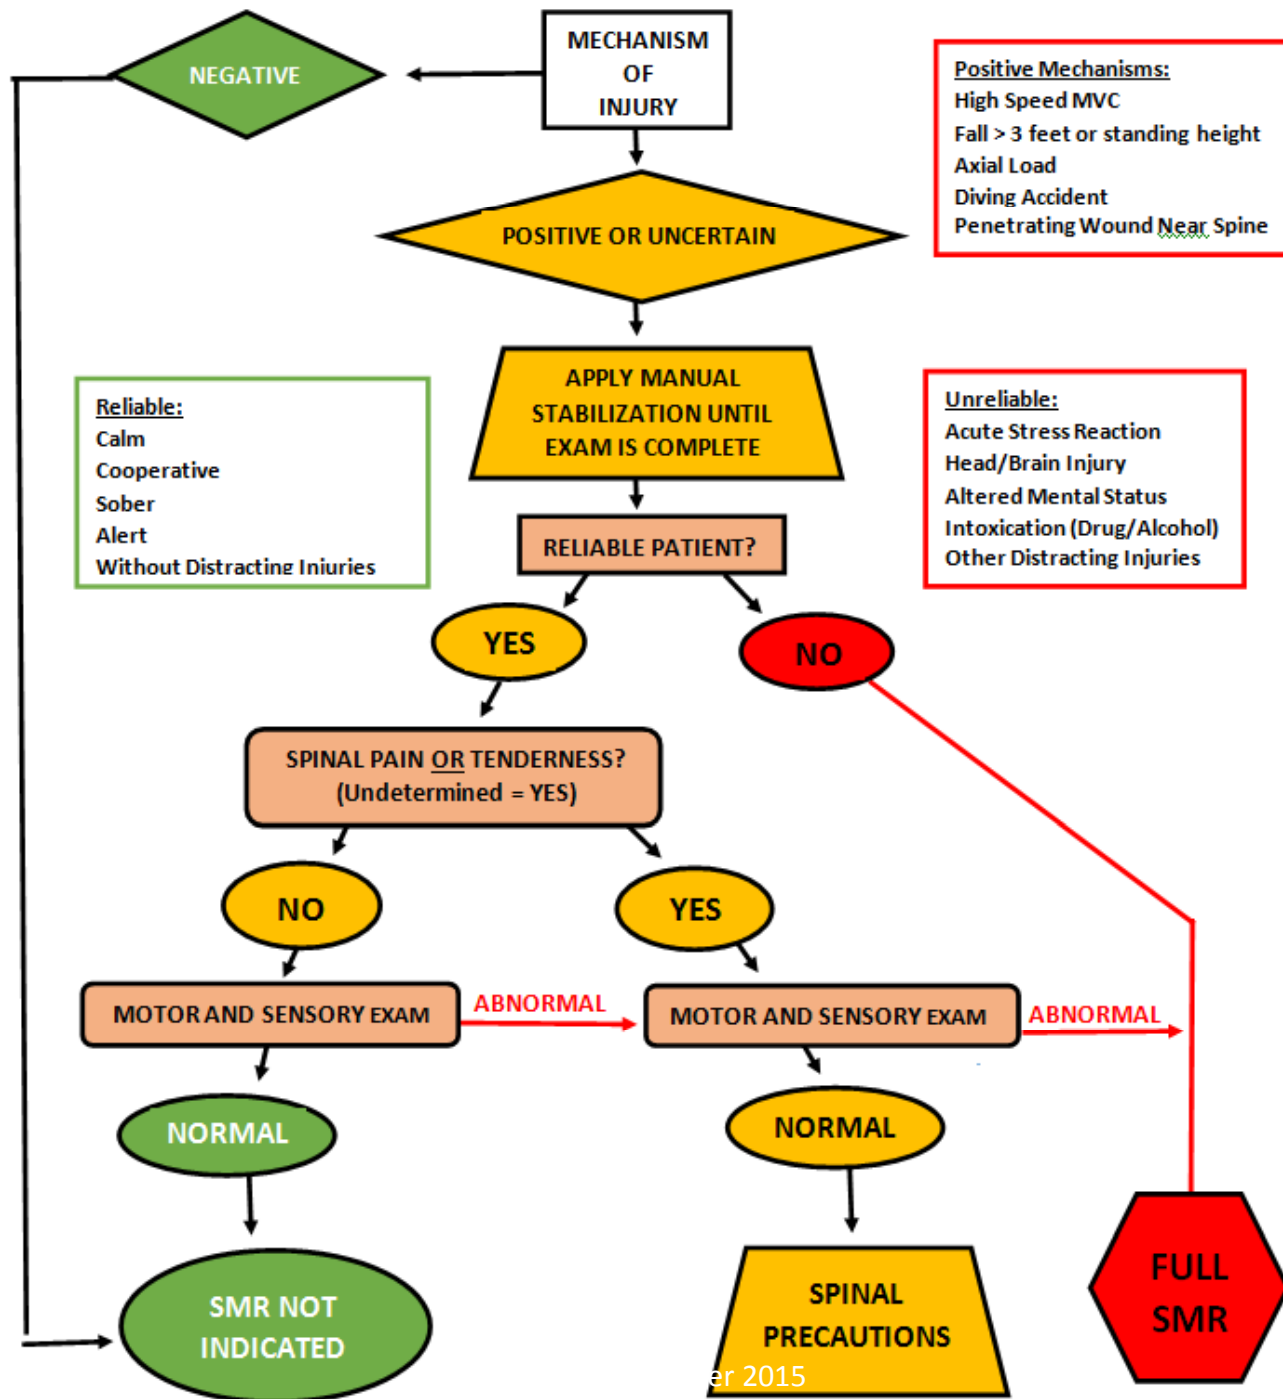 NEGATIVE
MECHANISM
OF
INJURY
Positive Mechanisms:
High Speed MVC
Fall > 3 feet or standing height
Axial Load
Diving Accident
Penetrating Wound Near Spine
POSITIVE OR UNCERTAIN
APPLY MANUAL
STABILIZATION UNTIL
EXAM IS COMPLETE
Reliable:
Calm
Cooperative
Sober
Alert
Without Distracting Injuries
Unreliable:
Acute Stress Reaction
Head/Brain Injury
Altered Mental Status
Intoxication (Drug/Alcohol)
Other Distracting Injuries
RELIABLE PATIENT?
YES
NO
SPINAL PAIN OR TENDERNESS?
(Undetermined = YES)
NO
YES
MOTOR AND SENSORY EXAM
ABNORMAL
MOTOR AND SENSORY EXAM
ABNORMAL
NORMAL
NORMAL
SMR NOT
INDICATED
SPINAL
PRECAUTIONS
FULL
SMR
er 2015